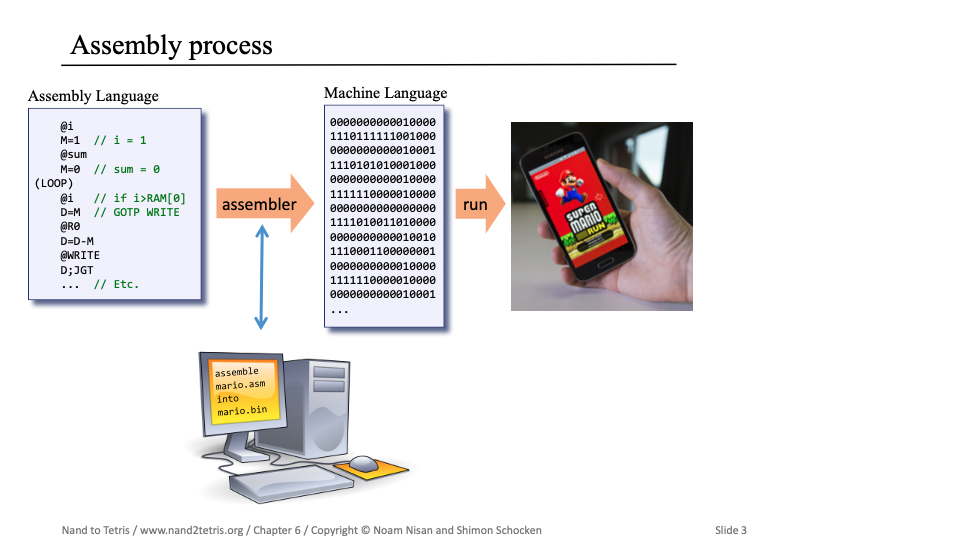 Assembly process
Assembly Language
@i
M=1 // i = 1
@sum
M=0 // sum = 0
(LOOP)
@i // if i>RAM[0]
D=M // GOTP WRITE
@R0
D=D-M
@WRITE
D;JGT
... // Etc.
assembler
Machine Language
0000000000010000
1110111111001000
0000000000010001
1110101010001000
0000000000010000
1111110000010000
0000000000000000
1111010011010000
0000000000010010
1110001100000001
0000000000010000
1111110000010000
0000000000010001
...
run
Nintendo
SUPER
MARIO
RUN
assemble
mario.asm
into
mario.bin
Nand to Tetris / www.nand2tetris.org / Chapter 6 / Copyright © Noam Nisan and Shimon Schocken
Slide 3